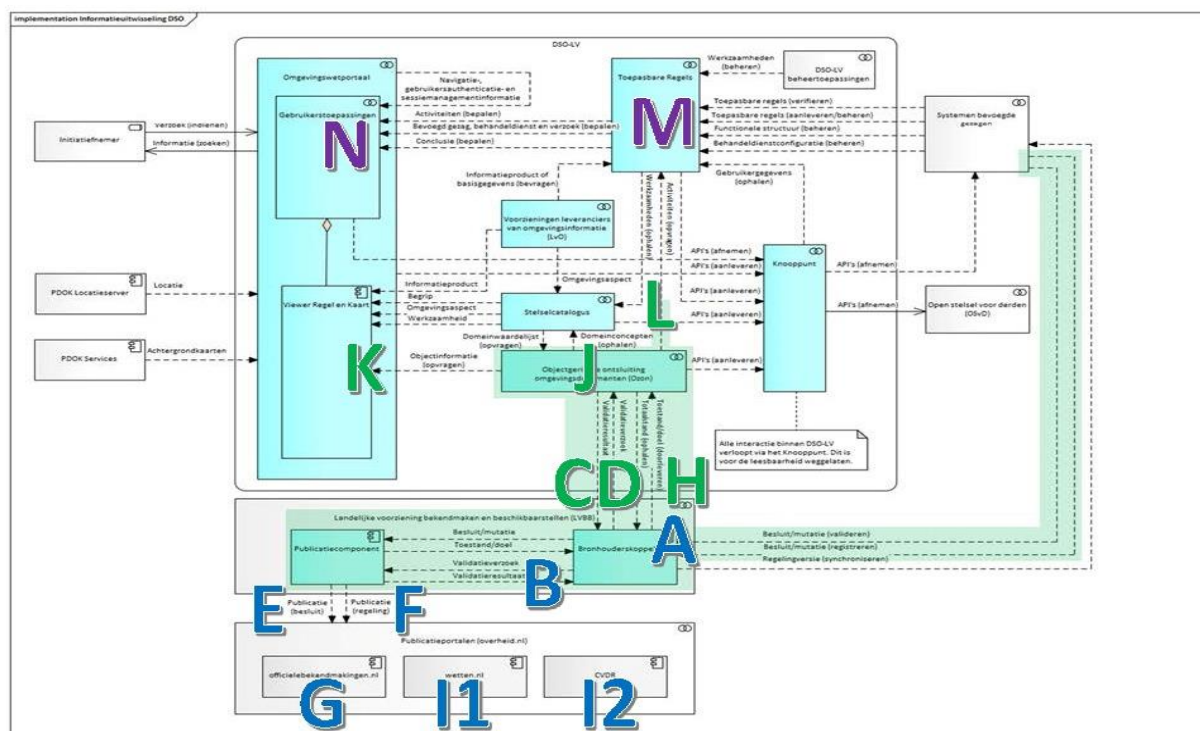 implementation Informatieuitwisseling DSO
DSO-LV
Omgevingswetportaal
Toepasbare Regels
Werkzaamheden
(beheren)
DSO-LV
beheertoepassingen
Navigatie-,
gebruikersauthenticatie- en
sessiemanagementinformatie
Gebruikerstoepassingen
N
M
Activiteiten (bepalen)
Bevoegd gezag, behandeldienst en verzoek (bepalen)
Conclusie (bepalen)
Toepasbare regels (verifiëren)
Toepasbare regels (aanleveren/beheren)
Functionele structuur (beheren)
Behandeldienstconfiguratie (beheren)
Systemen bevoegde
gezagen
Initiatiefnemer
Verzoek (indienen)
Informatie (zoeken)
Informatieproduct of
basisgegevens (bevragen)
Werkzaamheden (ophalen)
Activiteiten (opvragen)
Gebruikergegevens
(ophalen)
Voorzieningen leveranciers
van omgevingsinformatie
(LvO)
API's (afnemen)
API's (aanleveren)
Knooppunt
API's (afnemen)
PDOK Locatieserver
Locatie
Informatieproduct
Omgevingsaspect
Viewer Regel en Kaart
Begrip
Omgevingsaspect
Werkzaamheid
Stelselcatalogus
L
API's (aanleveren)
API's (aanleveren)
API's (afnemen)
Open stelsel voor derden
(OSvD)
PDOK Services
Achtergrondkaarten
Domeinwaardelijst
(opvragen)
Domeinconcepten
(ophalen)
K
Objectinformatie
(opvragen)
J
(Ozon)
API's (aanleveren)
Validatieresultaat
Validatieverzoek
Totaalstand (ophalen)
Toestand/doel (doorleveren)
Alle interactie binnen DSO-LV
verloopt via het Knooppunt. Dit is
voor de leesbaarheid weggelaten.
C
D
H
Landelijke voorziening bekendmaken en beschikbaarstellen (LVBB)
A
Publicatiecomponent
Besluit/mutatie
Toestand/doel
Validatieverzoek
Validatieresultaat
B
Besluit/mutatie (valideren)
Besluit/mutatie (registreren)
Regelingversie (synchroniseren)
E
Publicatie
(besluit)
Publicatie
(regeling)
F
Publicatieportalen (overheid.nl)
officielebekendmakingen.nl
wetten.nl
CVDR
G
I1
I2